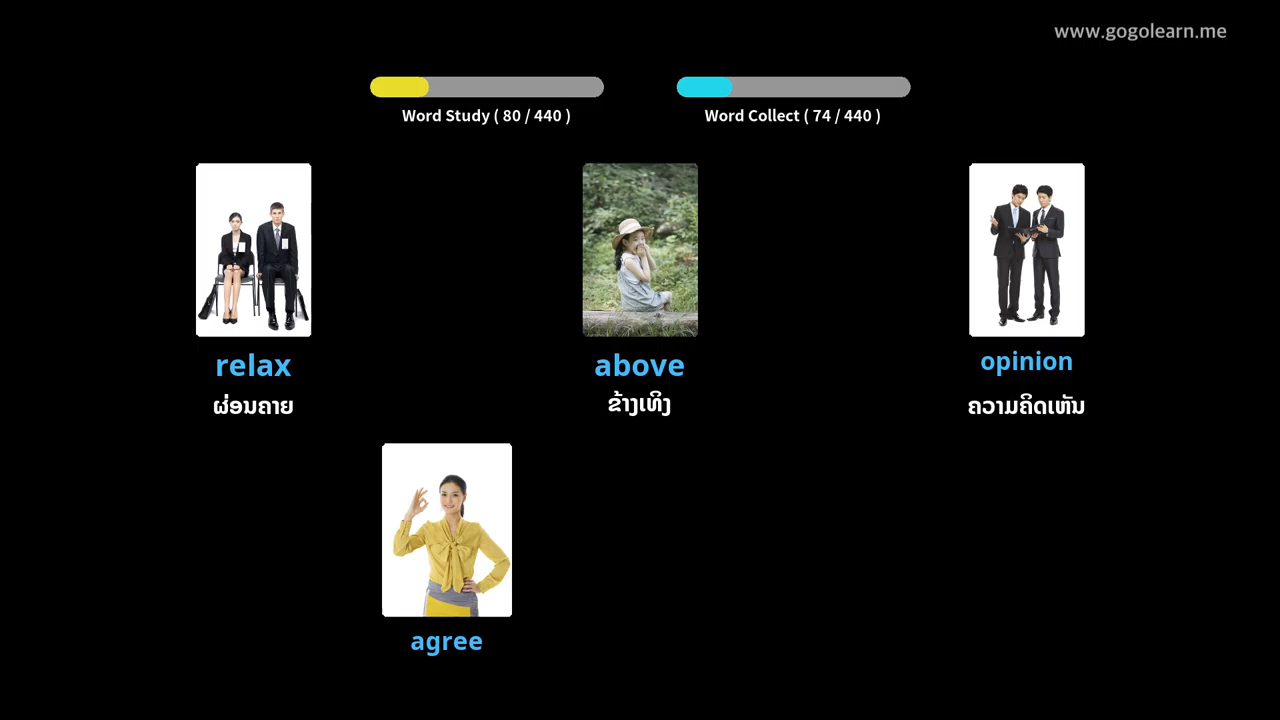 www.gogolearn.me
Word Study ( 80 / 440 )
Word Collect ( 74 / 440 )
relax
above
opinion
ຜ່ອນຄາຍ
ຂ້າງເທິງ
ຄວາມຄິດເຫັນ
agree